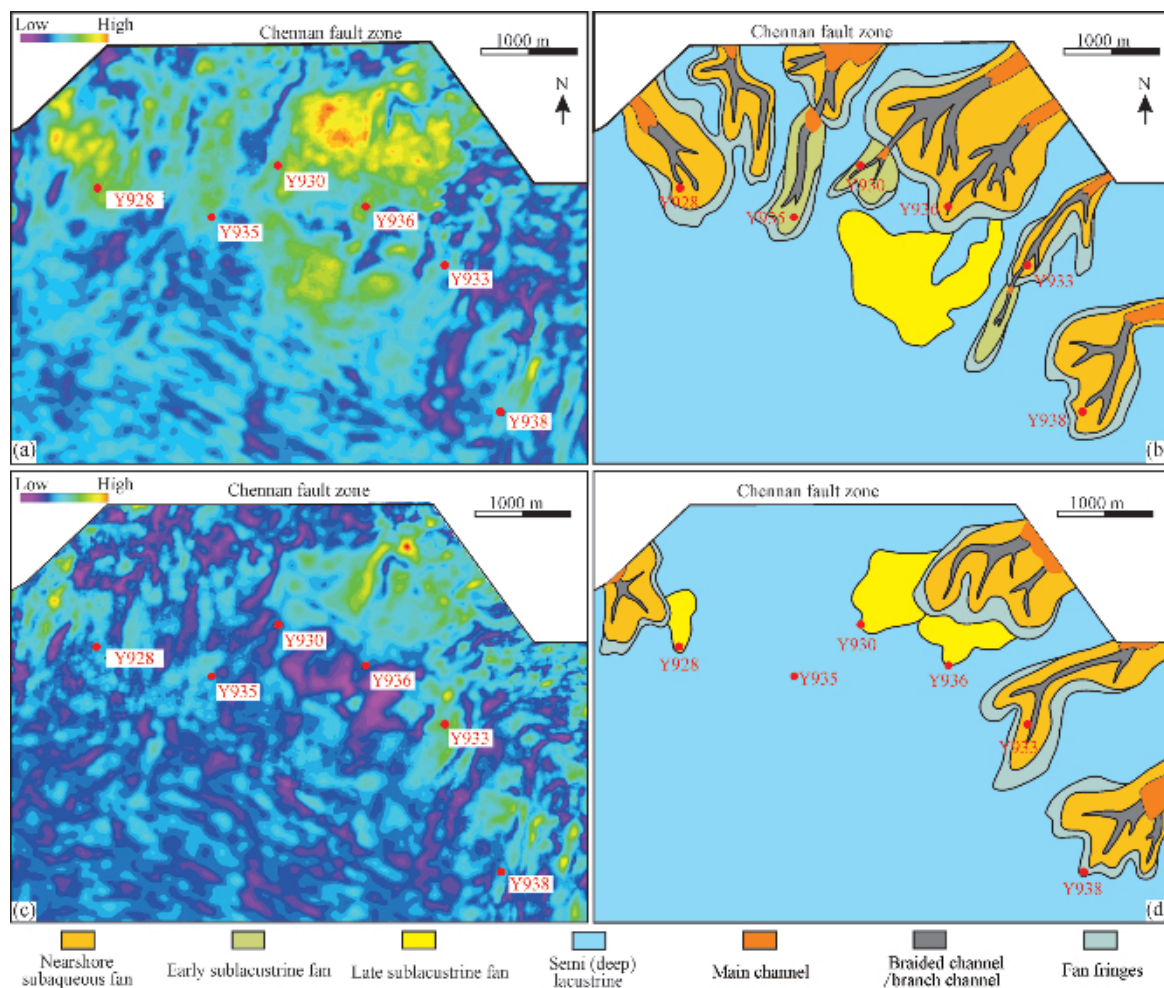 Low High
Chennan fault zone
1000 m
N
Y928
Y930
Y935
Y936
Y933
Y938
(a)
Chennan fault zone
1000 m
N
Y928
Y930
Y935
Y936
Y933
Y938
(b)
Low High
Chennan fault zone
1000 m
Y928
Y930
Y935
Y936
Y933
Y938
(c)
Chennan fault zone
1000 m
Y928
Y930
Y935
Y936
Y933
Y938
(d)
Nearshore
subaqueous fan
Early sublacustrine fan
Late sublacustrine fan
Semi (deep)
lacustrine
Main channel
Braided channel
/branch channel
Fan fringes